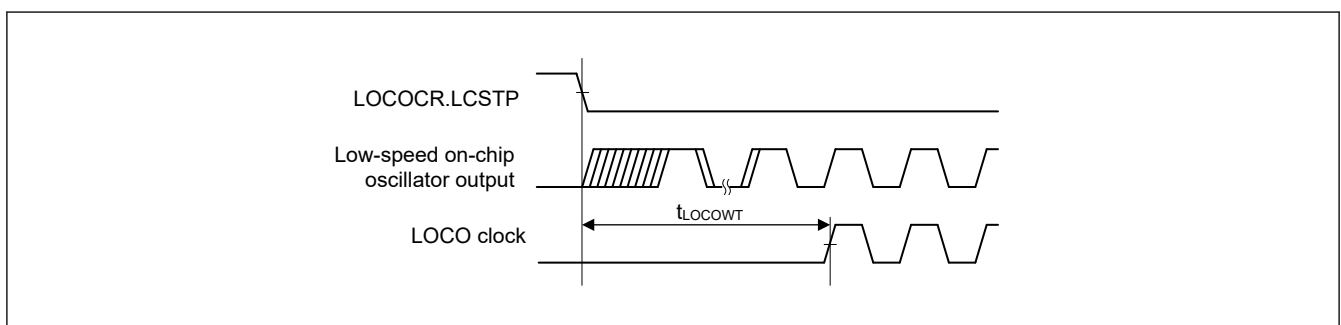 LOCOCR.LCSTP
Low-speed on-chip
oscillator output
tLOCOWT
LOCO clock